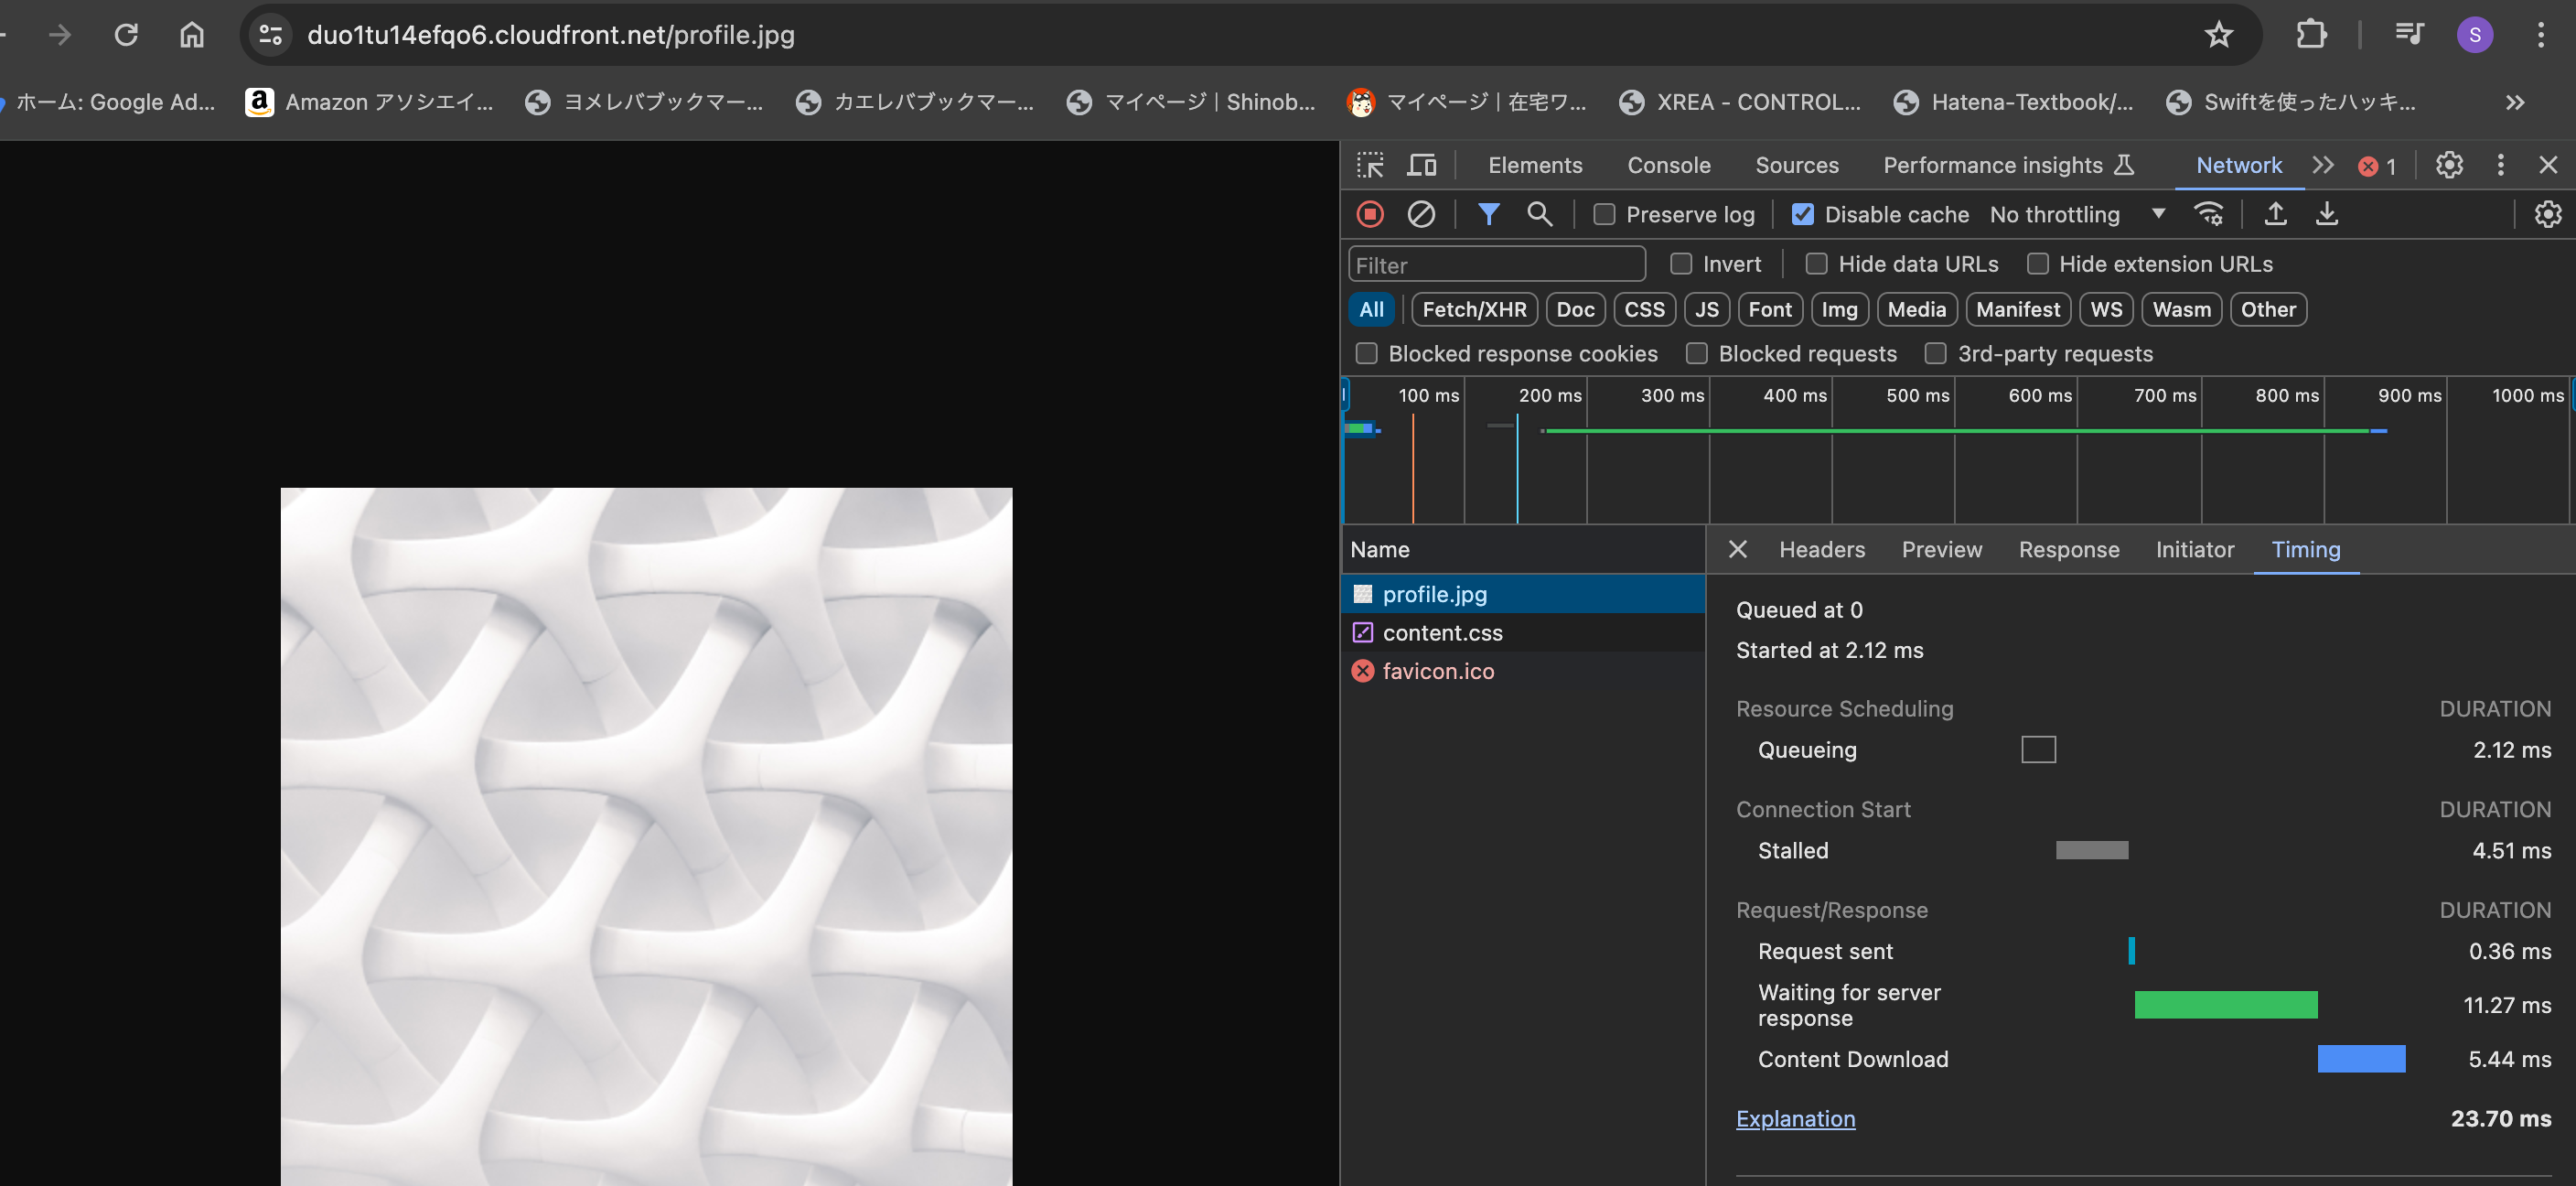 duo1tu14efqo6.cloudfront.net/profile.jpg
S
ホーム: Google Ad...
a Amazon アソシエイ...
ヨメレバブックマー...
カエレバブックマー...
マイページ | Shinob...
マイページ | 在宅ワ...
XREA - CONTROL...
Hatena-Textbook/...
Swiftを使ったハッキ...
Elements Console Sources Performance insights Network 1
Preserve log Disable cache No throttling
Filter Invert Hide data URLs Hide extension URLs
All Fetch/XHR Doc CSS JS Font Img Media Manifest WS Wasm Other
Blocked response cookies Blocked requests 3rd-party requests
100 ms 200 ms 300 ms 400 ms 500 ms 600 ms 700 ms 800 ms 900 ms 1000 ms
Name
profile.jpg
content.css
favicon.ico
Headers Preview Response Initiator Timing
Queued at 0
Started at 2.12 ms
Resource Scheduling DURATION
Queueing 2.12 ms
Connection Start DURATION
Stalled 4.51 ms
Request/Response DURATION
Request sent 0.36 ms
Waiting for server
response 11.27 ms
Content Download 5.44 ms
Explanation 23.70 ms